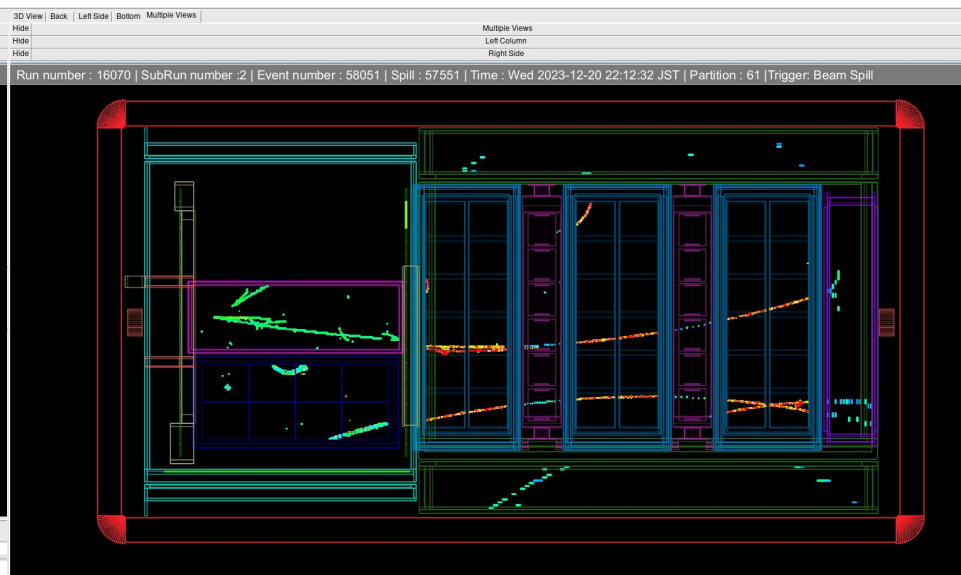 3D View Back Left Side Bottom Multiple Views
Hide Multiple Views
Hide Left Column
Hide Right Side
Run number : 16070 | SubRun number :2 | Event number : 58051 | Spill : 57551 | Time : Wed 2023-12-20 22:12:32 JST | Partition : 61 |Trigger: Beam Spill